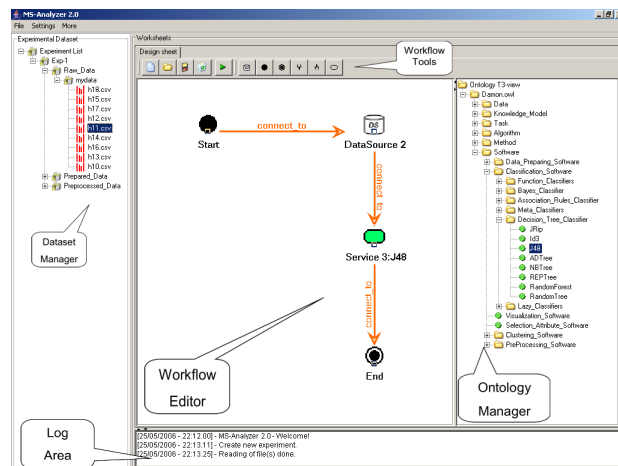 MS-Analyzer 2.0
File Settings More
Experimental Dataset
Experiment List
Exp-1
Raw_Data
mydata
h18.csv
h15.csv
h17.csv
h12.csv
h11.csv
h14.csv
h16.csv
h13.csv
h10.csv
Prepared_Data
Preprocessed_Data
Dataset
Manager
Worksheets
Design sheet
Workflow
Tools
Start
connect_to
DS
DataSource 2
connect_to
Service 3:J48
connect_to
End
Workflow
Editor
Ontology T3-view
Damon.owl
Data
Knowledge_Model
Task
Algorithm
Method
Software
Data_Preparing_Software
Classification_Software
Function_Classifiers
Bayes_Classifier
Association_Rules_Classifier
Meta_Classifiers
Decision_Tree_Classifier
JRip
Id3
J48
ADTree
NBTree
REPTree
RandomForest
RandomTree
Lazy_Classifiers
Visualization_Software
Selection_Attribute_Software
Clustering_Software
PreProcessing_Software
Ontology
Manager
Log
Area
[25/05/2006 - 22:12.00] - MS-Analyzer 2.0 - Welcome!
[25/05/2006 - 22:13.11] - Create new experiment.
[25/05/2006 - 22:13.25] - Reading of file(s) done.